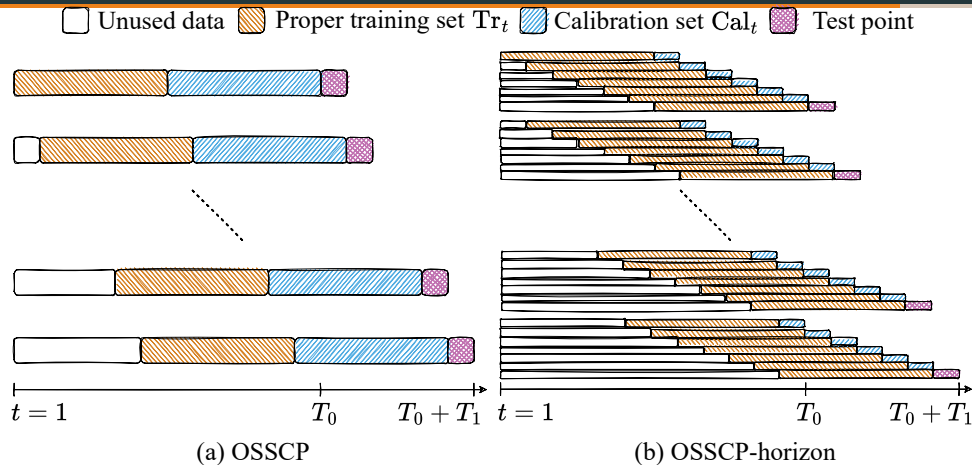 Unused data Proper training set Tr_t Calibration set Cal_t Test point
t = 1 T_0 T_0 + T_1 t = 1 T_0 T_0 + T_1
(a) OSSCP (b) OSSCP-horizon